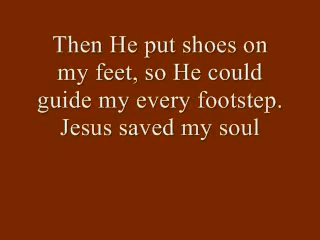 Then He put shoes on
my feet, so He could
guide my every footstep.
Jesus saved my soul